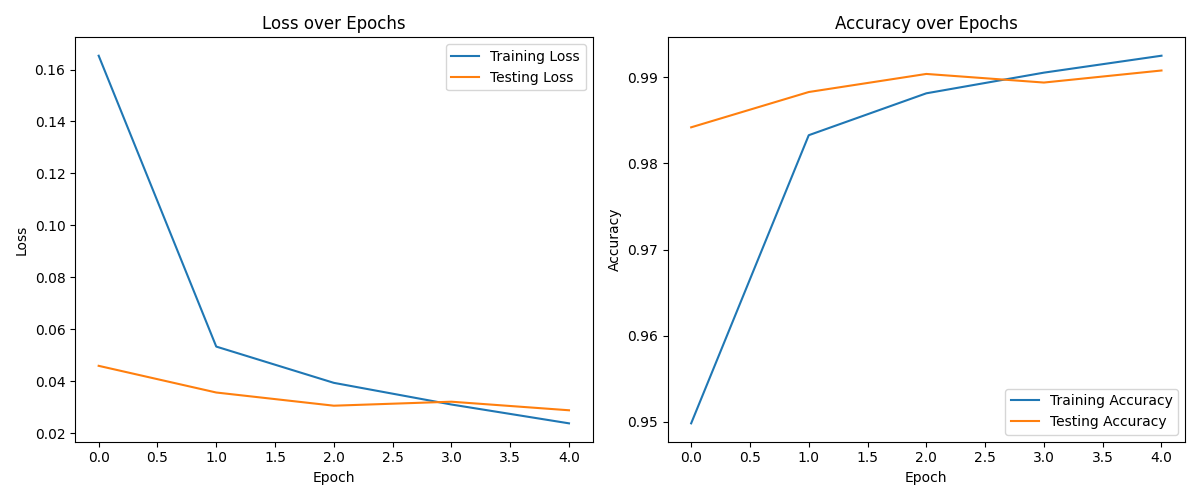 Loss over Epochs
Training Loss
Testing Loss
0.16
0.14
0.12
0.10
0.08
0.06
0.04
0.02
Loss
0.0 0.5 1.0 1.5 2.0 2.5 3.0 3.5 4.0
Epoch
Accuracy over Epochs
0.99
0.98
0.97
0.96
0.95
Accuracy
Training Accuracy
Testing Accuracy
0.0 0.5 1.0 1.5 2.0 2.5 3.0 3.5 4.0
Epoch